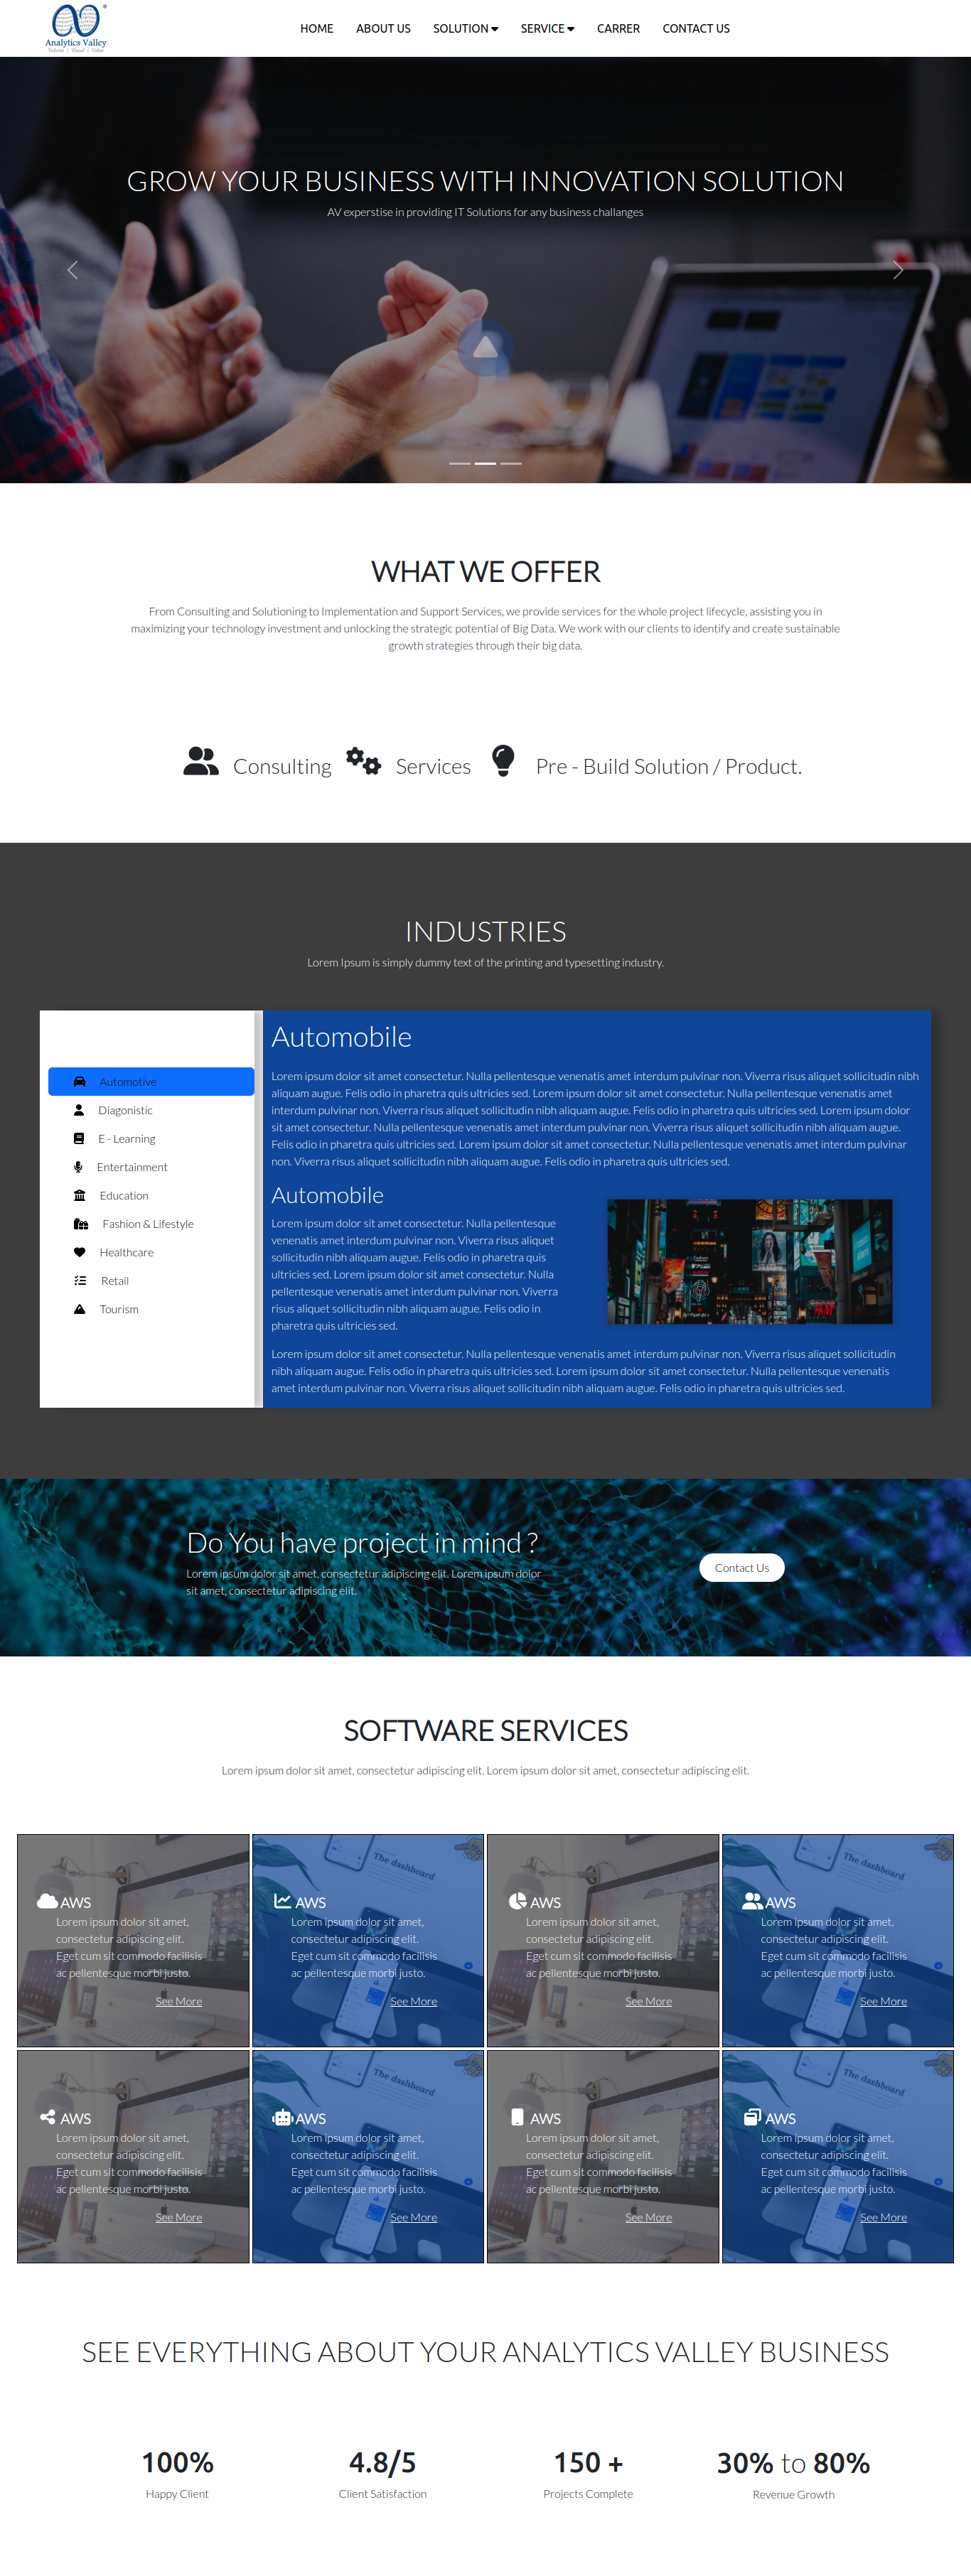 Analytics Valley
Volume | Visual | Value
HOME ABOUT US SOLUTION SERVICE CARRER CONTACT US
GROW YOUR BUSINESS WITH INNOVATION SOLUTION
AV experstise in providing IT Solutions for any business challanges
WHAT WE OFFER
From Consulting and Solutioning to Implementation and Support Services, we provide services for the whole project lifecycle, assisting you in
maximizing your technology investment and unlocking the strategic potential of Big Data. We work with our clients to identify and create sustainable
growth strategies through their big data.
Consulting Services Pre - Build Solution / Product.
INDUSTRIES
Lorem Ipsum is simply dummy text of the printing and typesetting industry.
Automotive
Diagonistic
E - Learning
Entertainment
Education
Fashion & Lifestyle
Healthcare
Retail
Tourism
Automobile
Lorem ipsum dolor sit amet consectetur. Nulla pellentesque venenatis amet interdum pulvinar non. Viverra risus aliquet sollicitudin nibh
aliquam augue. Felis odio in pharetra quis ultricies sed. Lorem ipsum dolor sit amet consectetur. Nulla pellentesque venenatis amet
interdum pulvinar non. Viverra risus aliquet sollicitudin nibh aliquam augue. Felis odio in pharetra quis ultricies sed. Lorem ipsum dolor
sit amet consectetur. Nulla pellentesque venenatis amet interdum pulvinar non. Viverra risus aliquet sollicitudin nibh aliquam augue.
Felis odio in pharetra quis ultricies sed. Lorem ipsum dolor sit amet consectetur. Nulla pellentesque venenatis amet interdum pulvinar
non. Viverra risus aliquet sollicitudin nibh aliquam augue. Felis odio in pharetra quis ultricies sed.
Automobile
Lorem ipsum dolor sit amet consectetur. Nulla pellentesque
venenatis amet interdum pulvinar non. Viverra risus aliquet
sollicitudin nibh aliquam augue. Felis odio in pharetra quis
ultricies sed. Lorem ipsum dolor sit amet consectetur. Nulla
pellentesque venenatis amet interdum pulvinar non. Viverra
risus aliquet sollicitudin nibh aliquam augue. Felis odio in
pharetra quis ultricies sed.
H&M
Lorem ipsum dolor sit amet consectetur. Nulla pellentesque venenatis amet interdum pulvinar non. Viverra risus aliquet sollicitudin
nibh aliquam augue. Felis odio in pharetra quis ultricies sed. Lorem ipsum dolor sit amet consectetur. Nulla pellentesque venenatis
amet interdum pulvinar non. Viverra risus aliquet sollicitudin nibh aliquam augue. Felis odio in pharetra quis ultricies sed.
Do You have project in mind ?
Lorem ipsum dolor sit amet, consectetur adipiscing elit. Lorem ipsum dolor
sit amet, consectetur adipiscing elit.
Contact Us
SOFTWARE SERVICES
Lorem ipsum dolor sit amet, consectetur adipiscing elit. Lorem ipsum dolor sit amet, consectetur adipiscing elit.
AWS
Lorem ipsum dolor sit amet,
consectetur adipiscing elit.
Eget cum sit commodo facilisis
ac pellentesque morbi justo.
See More
The dashboard
AWS
Lorem ipsum dolor sit amet,
consectetur adipiscing elit.
Eget cum sit commodo facilisis
ac pellentesque morbi justo.
See More
AWS
Lorem ipsum dolor sit amet,
consectetur adipiscing elit.
Eget cum sit commodo facilisis
ac pellentesque morbi justo.
See More
The dashboard
AWS
Lorem ipsum dolor sit amet,
consectetur adipiscing elit.
Eget cum sit commodo facilisis
ac pellentesque morbi justo.
See More
AWS
Lorem ipsum dolor sit amet,
consectetur adipiscing elit.
Eget cum sit commodo facilisis
ac pellentesque morbi justo.
See More
The dashboard
AWS
Lorem ipsum dolor sit amet,
consectetur adipiscing elit.
Eget cum sit commodo facilisis
ac pellentesque morbi justo.
See More
AWS
Lorem ipsum dolor sit amet,
consectetur adipiscing elit.
Eget cum sit commodo facilisis
ac pellentesque morbi justo.
See More
The dashboard
AWS
Lorem ipsum dolor sit amet,
consectetur adipiscing elit.
Eget cum sit commodo facilisis
ac pellentesque morbi justo.
See More
SEE EVERYTHING ABOUT YOUR ANALYTICS VALLEY BUSINESS
100% 4.8/5 150 + 30% to 80%
Happy Client Client Satisfaction Projects Complete Revenue Growth